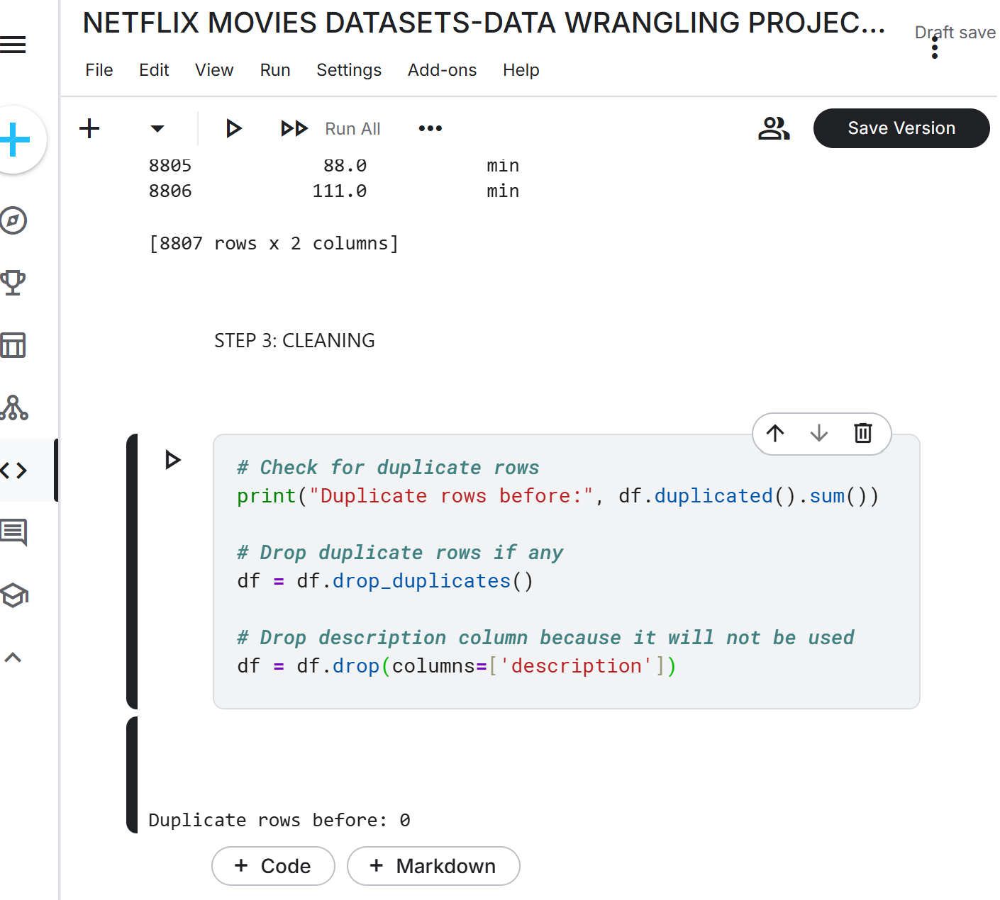 NETFLIX MOVIES DATASETS-DATA WRANGLING PROJEC...
Draft save
File Edit View Run Settings Add-ons Help
Run All
Save Version
8805 88.0 min
8806 111.0 min
[8807 rows x 2 columns]
STEP 3: CLEANING
# Check for duplicate rows
print("Duplicate rows before:", df.duplicated().sum())
# Drop duplicate rows if any
df = df.drop_duplicates()
# Drop description column because it will not be used
df = df.drop(columns=['description'])
Duplicate rows before: 0
+ Code + Markdown